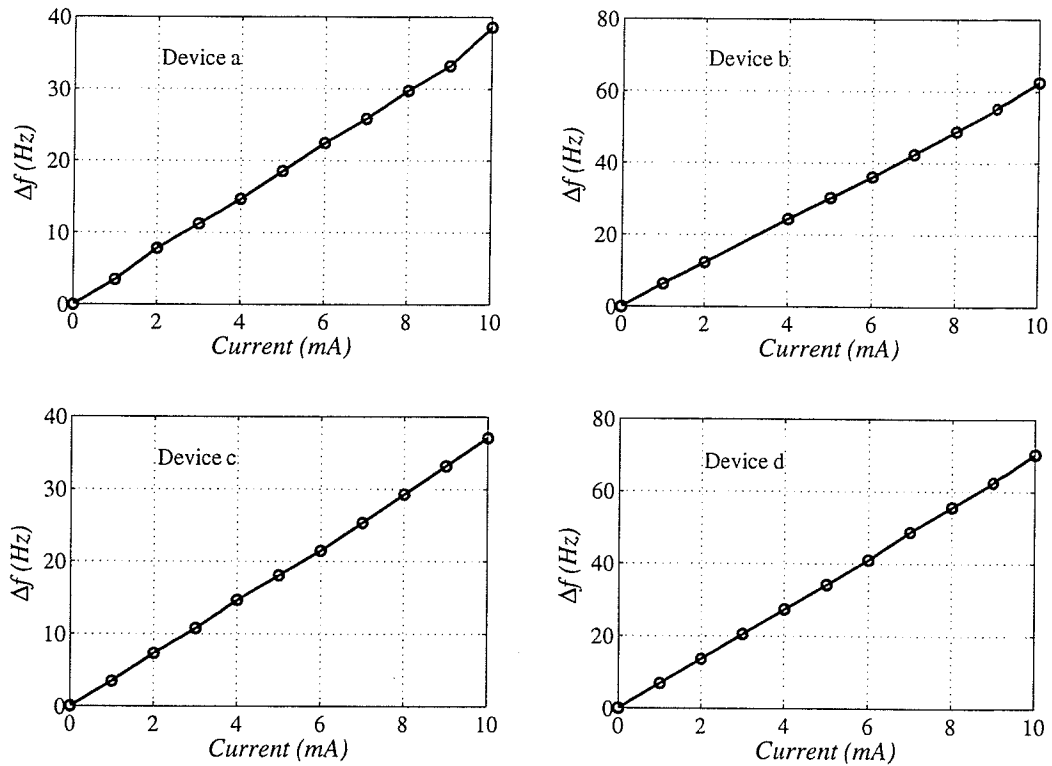 40
30
20
10
0
Δf (Hz)
Device a
0 2 4 6 8 10
Current (mA)
80
60
40
20
0
Δf (Hz)
Device b
0 2 4 6 8 10
Current (mA)
40
30
20
10
0
Δf (Hz)
Device c
0 2 4 6 8 10
Current (mA)
80
60
40
20
0
Δf (Hz)
Device d
0 2 4 6 8 10
Current (mA)